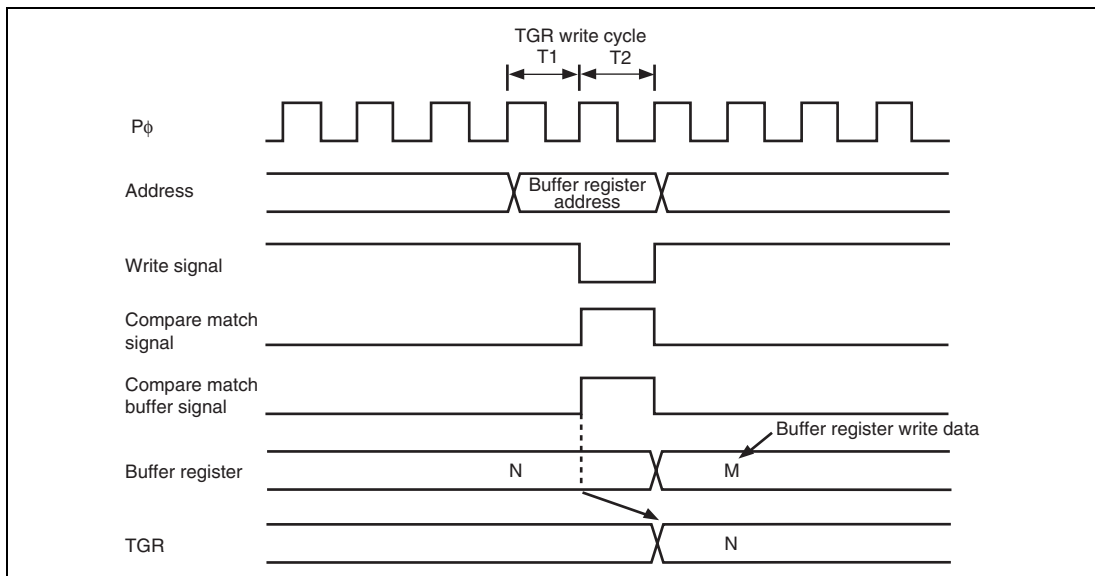 TGR write cycle
T1 T2
Pϕ
Address
Buffer register
address
Write signal
Compare match
signal
Compare match
buffer signal
Buffer register write data
Buffer register
N M
TGR
N